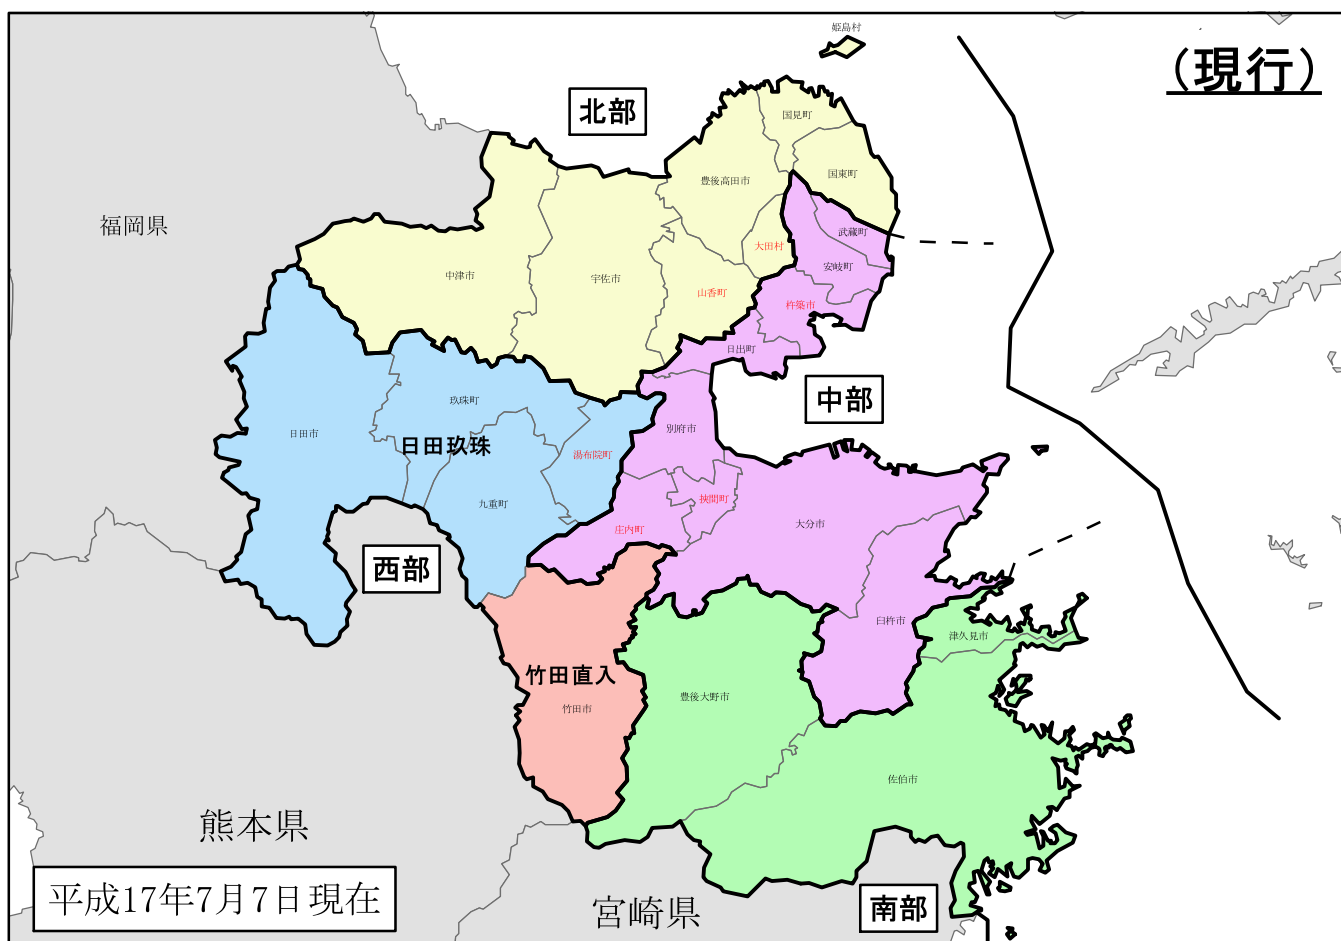 姫島村
(現行)
北部
国見町
国東町
豊後高田市
福岡県
武蔵町
大田村
安岐町
中津市
宇佐市
山香町
杵築市
日出町
中部
玖珠町
日田市
日田玖珠
別府市
湯布院町
九重町
挾間町
庄内町
大分市
西部
臼杵市
津久見市
竹田直入
竹田市
豊後大野市
佐伯市
熊本県
平成17年7月7日現在
宮崎県
南部